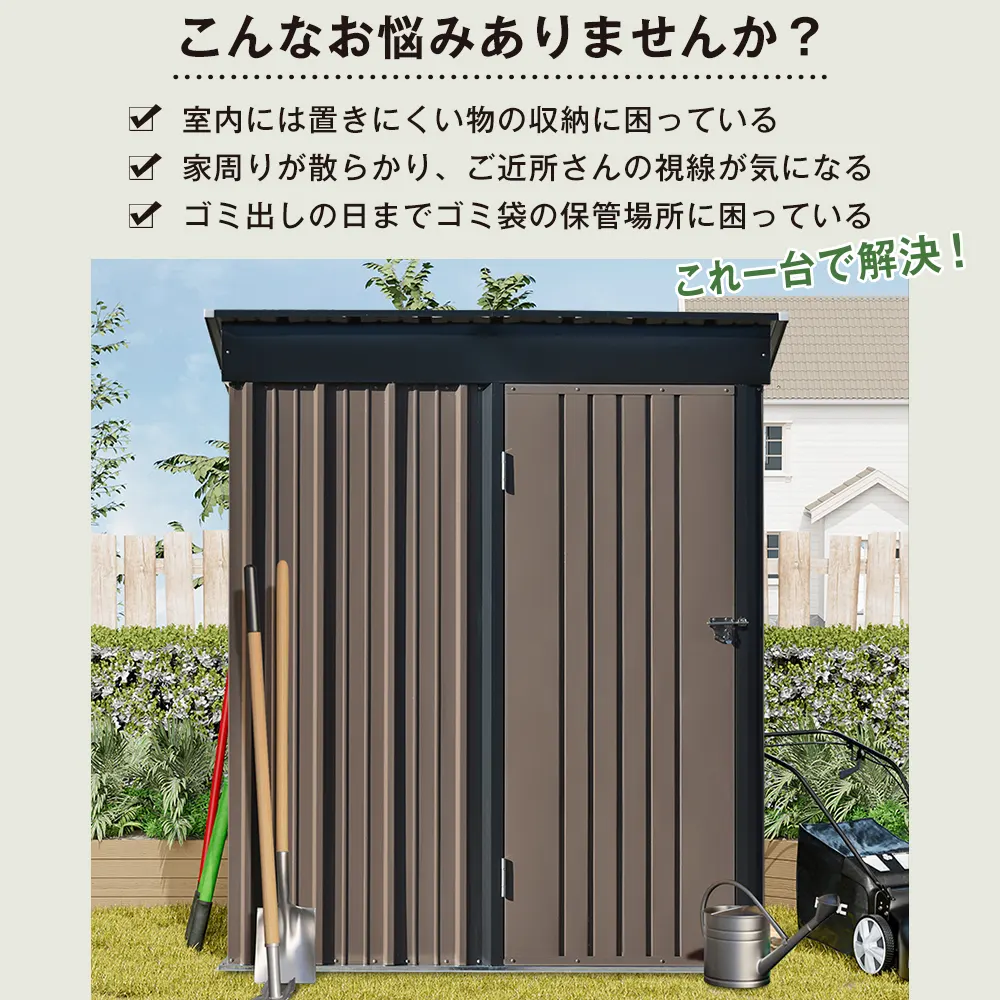 こんなお悩みありませんか？
室内には置きにくい物の収納に困っている
家周りが散らかり、ご近所さんの視線が気になる
ゴミ出しの日までゴミ袋の保管場所に困っている
これ一台で解決！